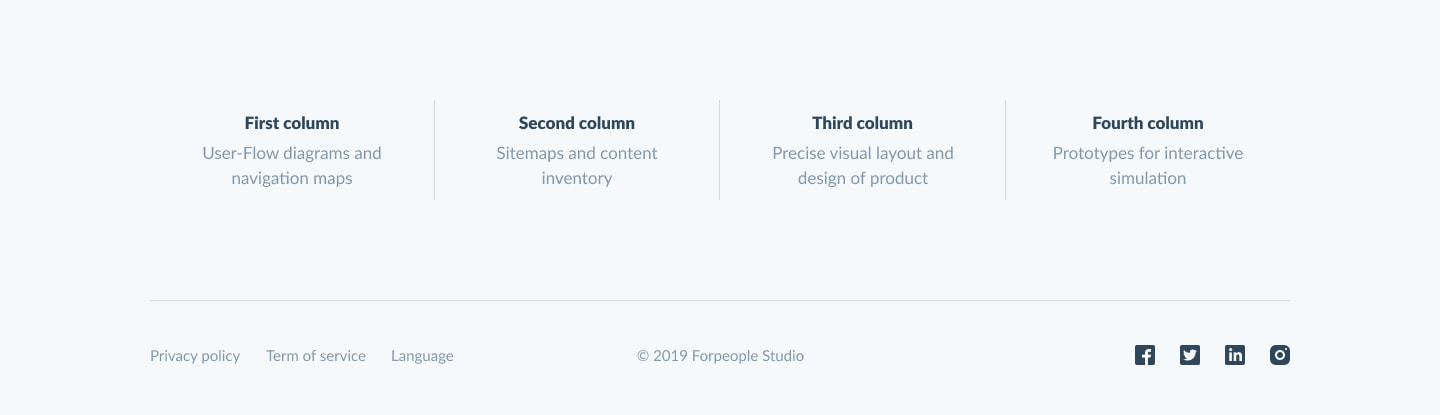 First column
User-Flow diagrams and
navigation maps
Second column
Sitemaps and content
inventory
Third column
Precise visual layout and
design of product
Fourth column
Prototypes for interactive
simulation
Privacy policy
Term of service
Language
© 2019 Forpeople Studio